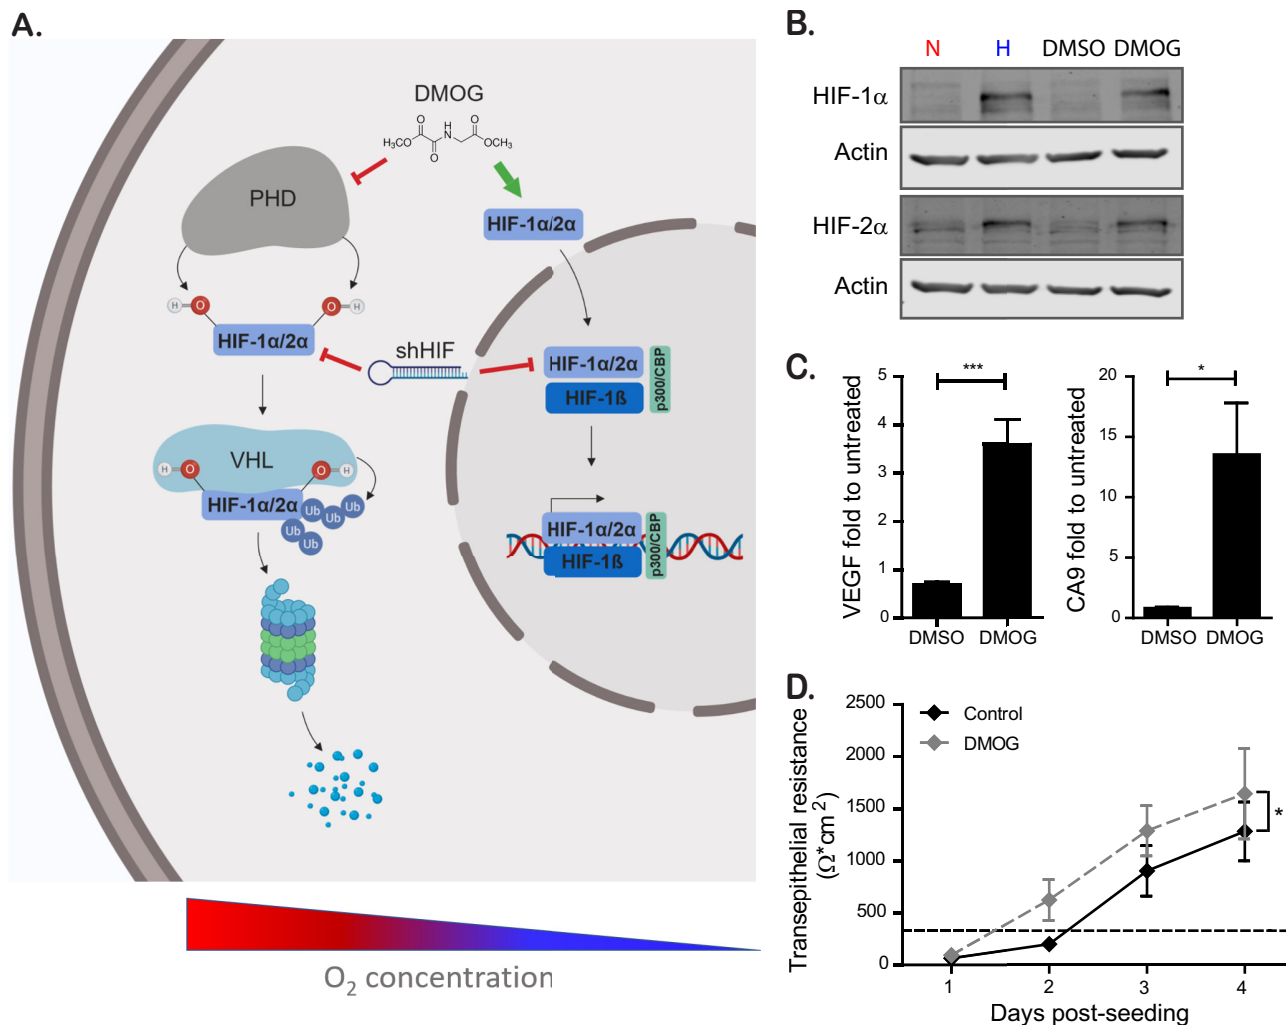 A.
DMOG
O
H
N
O
H₃CO
OCH₃
O
PHD
HIF-1α/2α
H
O
O
H
HIF-1α/2α
shHIF
HIF-1α/2α
HIF-1ß
p300/CBP
VHL
H
O
O
H
HIF-1α/2α
Ub
Ub
Ub
Ub
Ub
HIF-1α/2α
HIF-1ß
p300/CBP
O₂ concentration
B.
N H DMSO DMOG
HIF-1α
Actin
HIF-2α
Actin
C.
VEGF fold to untreated
5
4
3
2
1
0
***
DMSO DMOG
CA9 fold to untreated
20
15
10
5
0
*
DMSO DMOG
D.
Transepithelial resistance
(Ω*cm²)
2500
2000
1500
1000
500
0
Control
DMOG
*
1 2 3 4
Days post-seeding